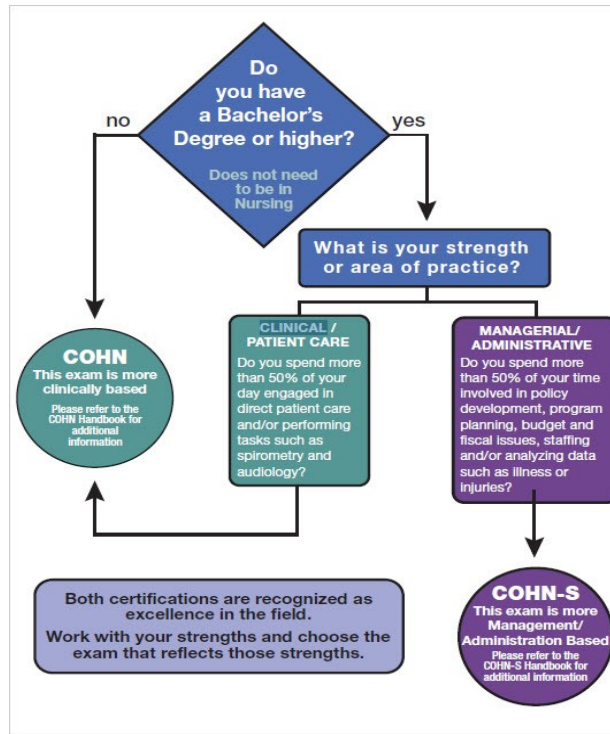 Do
you have
a Bachelor's
Degree or higher?
Does not need
to be in
Nursing
no
yes
What is your strength
or area of practice?
CLINICAL /
PATIENT CARE
Do you spend more
than 50% of your
day engaged in
direct patient care
and/or performing
tasks such as
spirometry and
audiology?
MANAGERIAL/
ADMINISTRATIVE
Do you spend more
than 50% of your time
involved in policy
development, program
planning, budget and
fiscal issues, staffing
and/or analyzing data
such as illness or
injuries?
COHN
This exam is more
clinically based
Please refer to the
COHN Handbook for
additional
information
COHN-S
This exam is more
Management/
Administration Based
Please refer to the
COHN-S Handbook for
additional information
Both certifications are recognized as
excellence in the field.
Work with your strengths and choose the
exam that reflects those strengths.